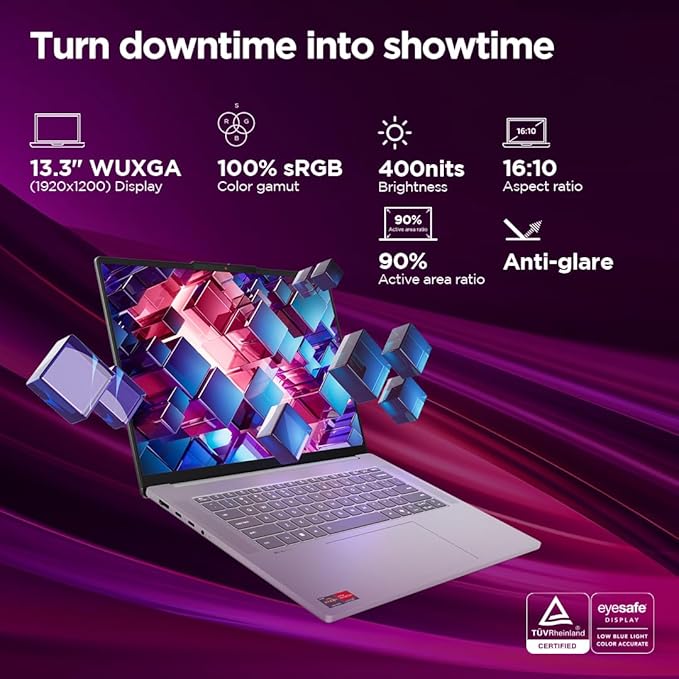 Turn downtime into showtime
13.3" WUXGA
(1920x1200) Display
S
R G
B
100% sRGB
Color gamut
400nits
Brightness
16:10
16:10
Aspect ratio
90%
Active area ratio
90%
Active area ratio
Anti-glare
TÜVRheinland
CERTIFIED
eyesafe®
DISPLAY
LOW BLUE LIGHT
COLOR ACCURATE